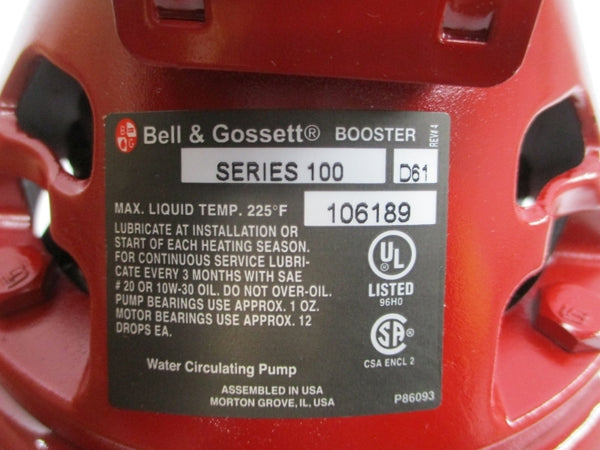 Bell & Gossett® BOOSTER
REV# 4
SERIES 100 D61
MAX. LIQUID TEMP. 225°F 106189
LUBRICATE AT INSTALLATION OR
START OF EACH HEATING SEASON.
FOR CONTINUOUS SERVICE LUBRI-
CATE EVERY 3 MONTHS WITH SAE
# 20 OR 10W-30 OIL. DO NOT OVER-OIL.
PUMP BEARINGS USE APPROX. 1 OZ.
MOTOR BEARINGS USE APPROX. 12
DROPS EA.
UL ®
LISTED
96H0
SA ®
CSA ENCL 2
Water Circulating Pump
ASSEMBLED IN USA
MORTON GROVE, IL, USA
P86093